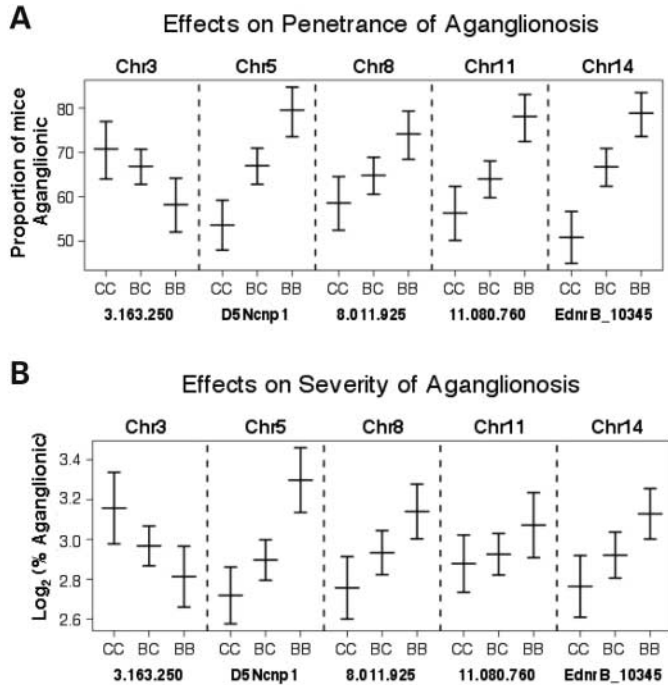 A
Effects on Penetrance of Aganglionosis
Chr3 Chr5 Chr8 Chr11 Chr14
Proportion of mice
Aganglionic
80
70
60
50
CC BC BB CC BC BB CC BC BB CC BC BB CC BC BB
3.163.250 D5Ncnp1 8.011.925 11.080.760 EdnrB_10345
B
Effects on Severity of Aganglionosis
Chr3 Chr5 Chr8 Chr11 Chr14
Log₂ (% Aganglionic)
3.4
3.2
3.0
2.8
2.6
CC BC BB CC BC BB CC BC BB CC BC BB CC BC BB
3.163.250 D5Ncnp1 8.011.925 11.080.760 EdnrB_10345